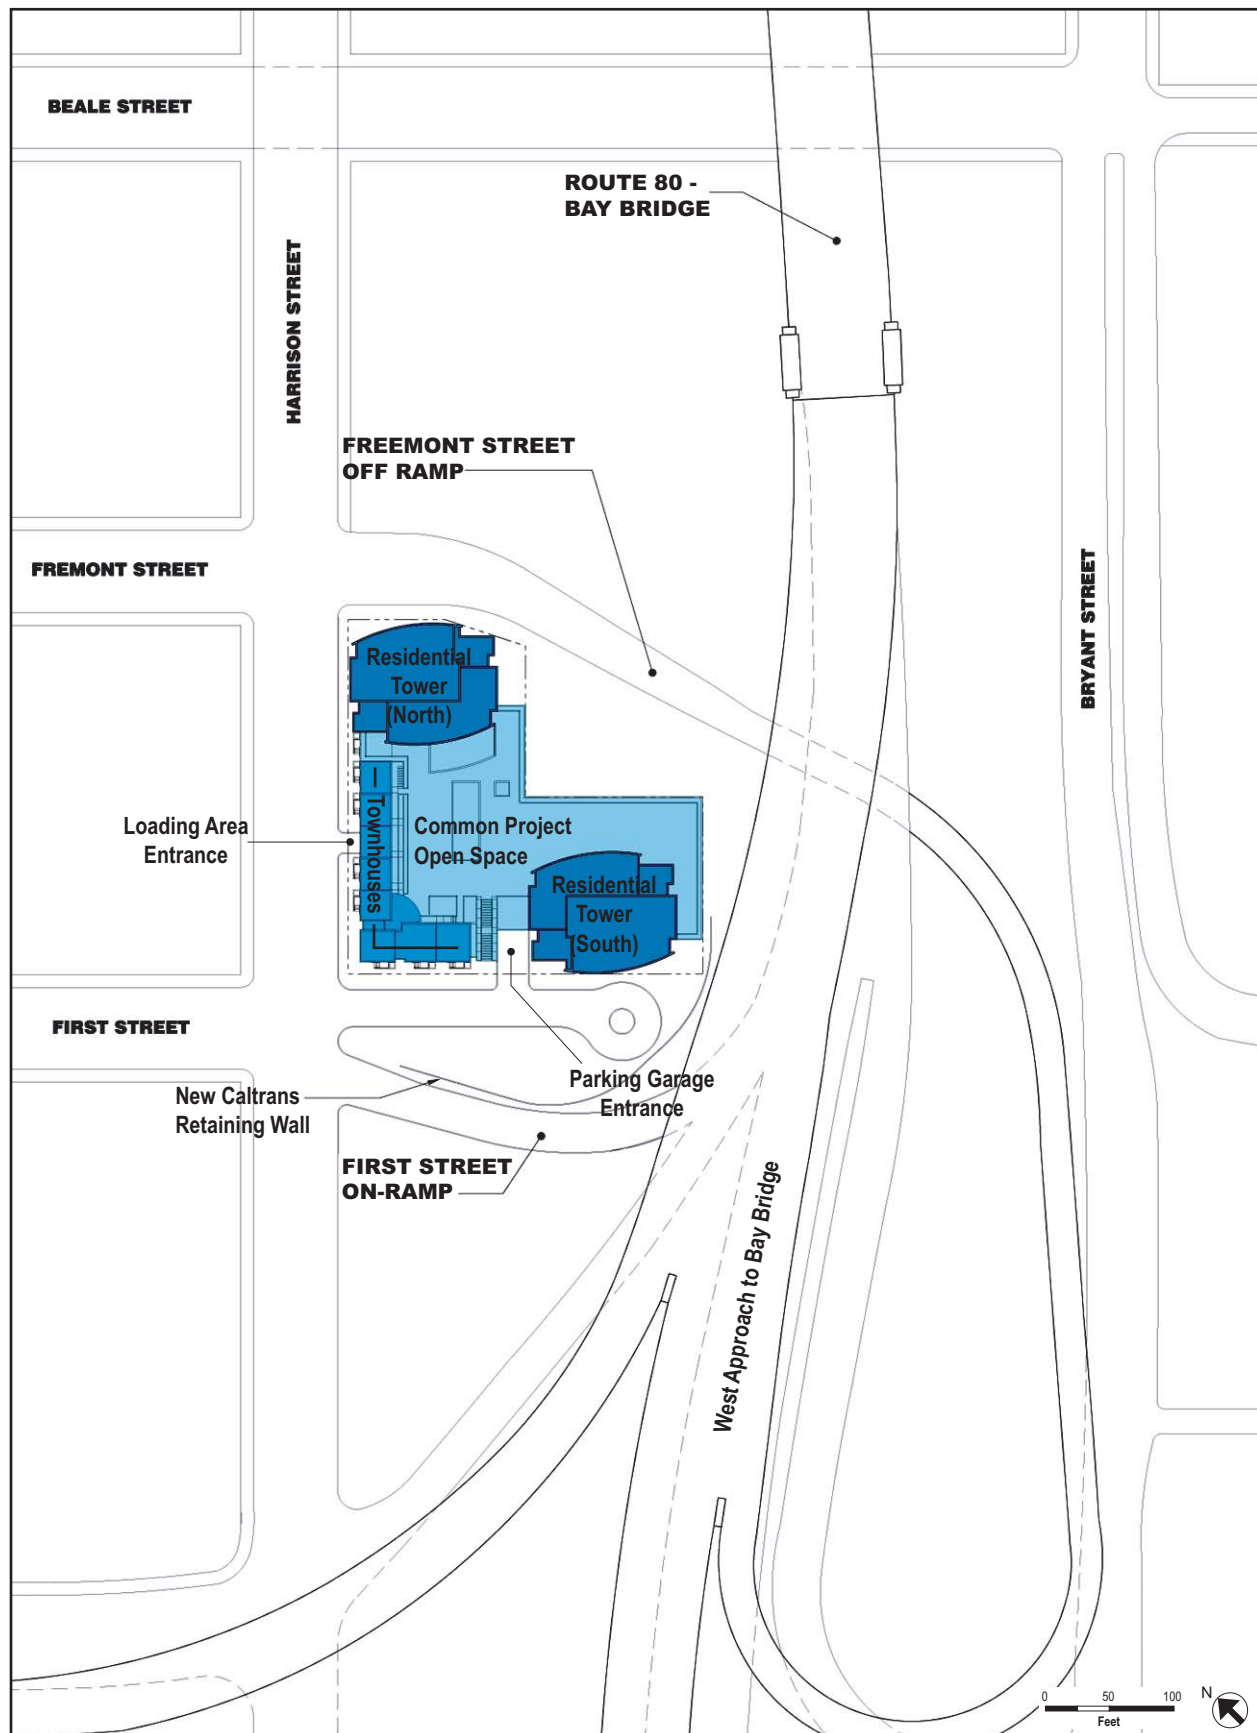 BEALE STREET
ROUTE 80 -
BAY BRIDGE
HARRISON STREET
FREEMONT STREET
OFF RAMP
FREMONT STREET
BRYANT STREET
Residential
Tower
(North)
Townhouses
Loading Area
Entrance
Common Project
Open Space
Residential
Tower
(South)
FIRST STREET
New Caltrans
Retaining Wall
Parking Garage
Entrance
FIRST STREET
ON-RAMP
West Approach to Bay Bridge
0 50 100
Feet
N